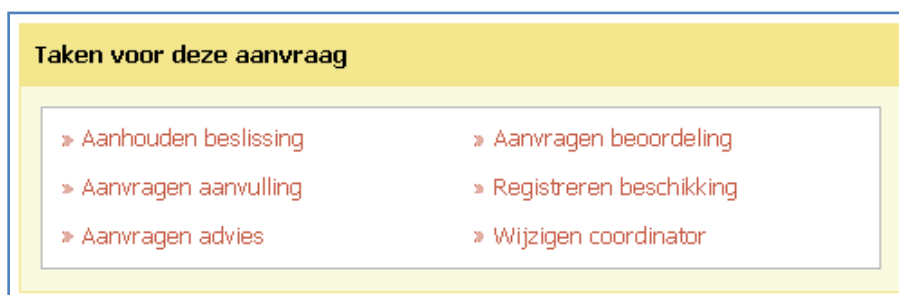 Taken voor deze aanvraag
» Aanhouden beslissing
» Aanvragen beoordeling
» Aanvragen aanvulling
» Registreren beschikking
» Aanvragen advies
» Wijzigen coordinator